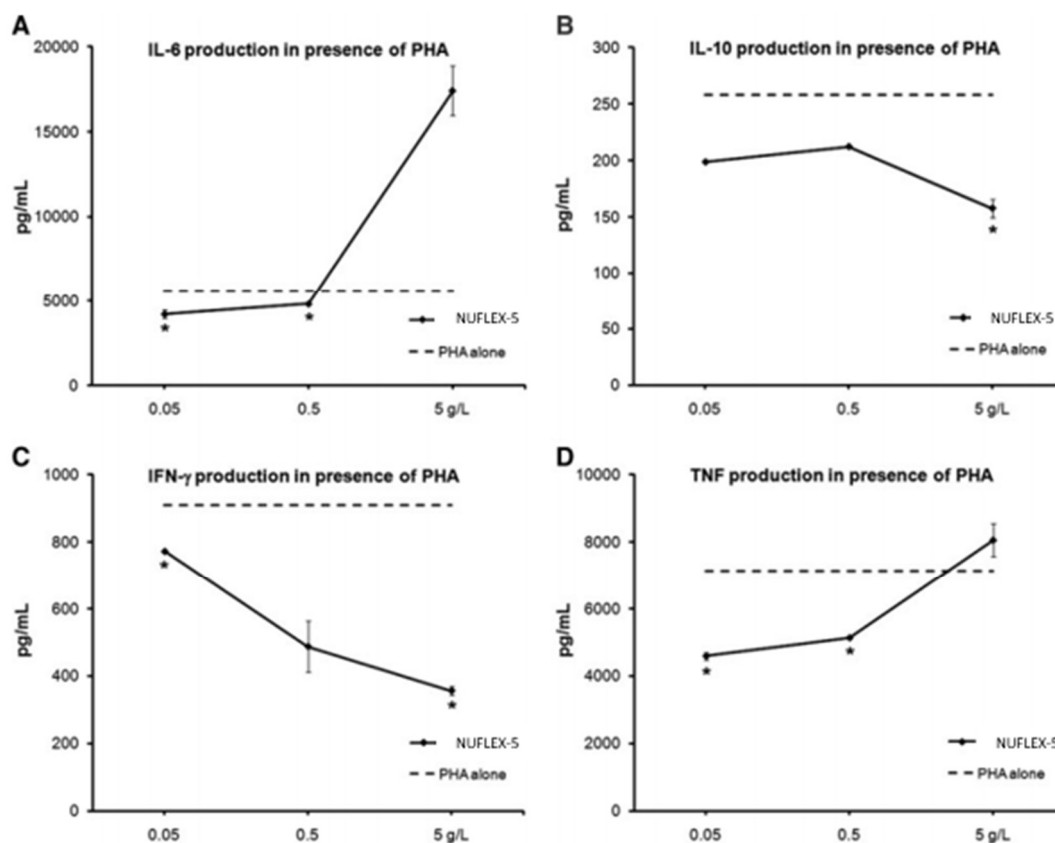 A
IL-6 production in presence of PHA
20000
15000
10000
5000
0
pg/mL
*
*
NUFLEX-5
PHA alone
0.05 0.5 5 g/L
B
IL-10 production in presence of PHA
300
250
200
150
100
50
0
pg/mL
*
NUFLEX-5
PHA alone
0.05 0.5 5 g/L
C
IFN-γ production in presence of PHA
1000
800
600
400
200
0
pg/mL
*
*
NUFLEX-5
PHA alone
0.05 0.5 5 g/L
D
TNF production in presence of PHA
10000
8000
6000
4000
2000
0
pg/mL
*
*
NUFLEX-5
PHA alone
0.05 0.5 5 g/L